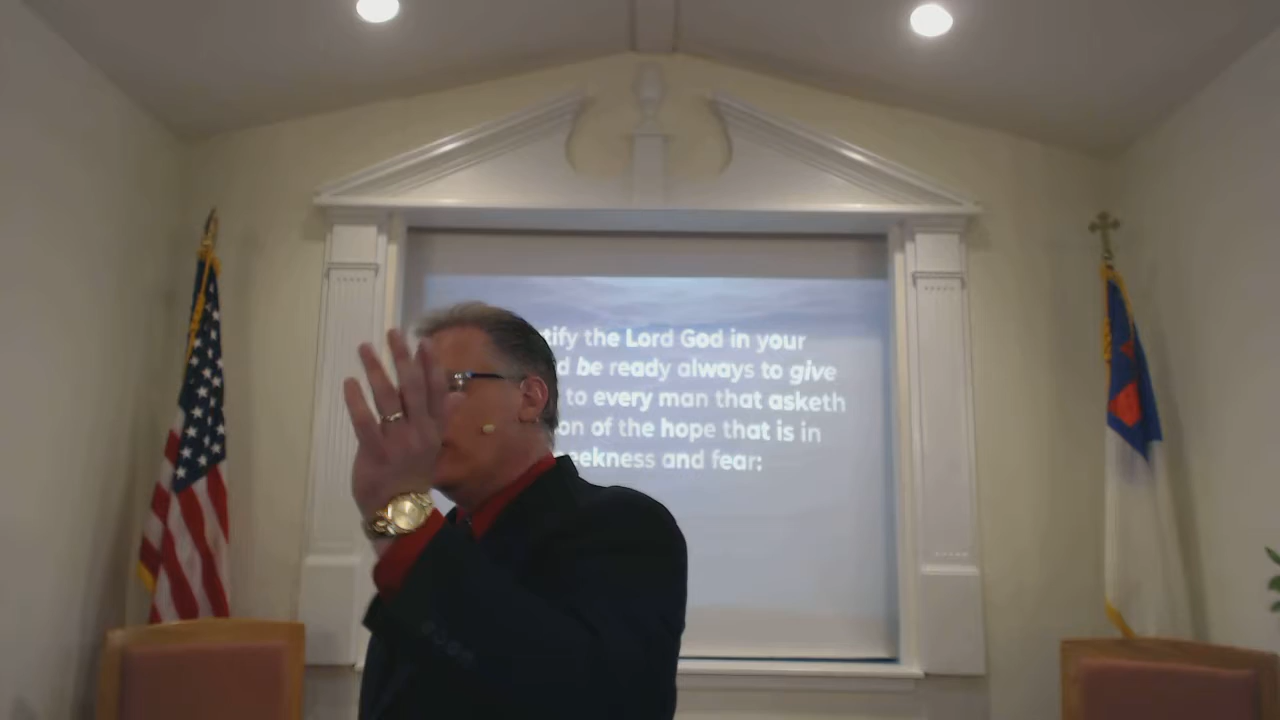 tify the Lord God in your
d be ready always to give
to every man that asketh
on of the hope that is in
eekness and fear: